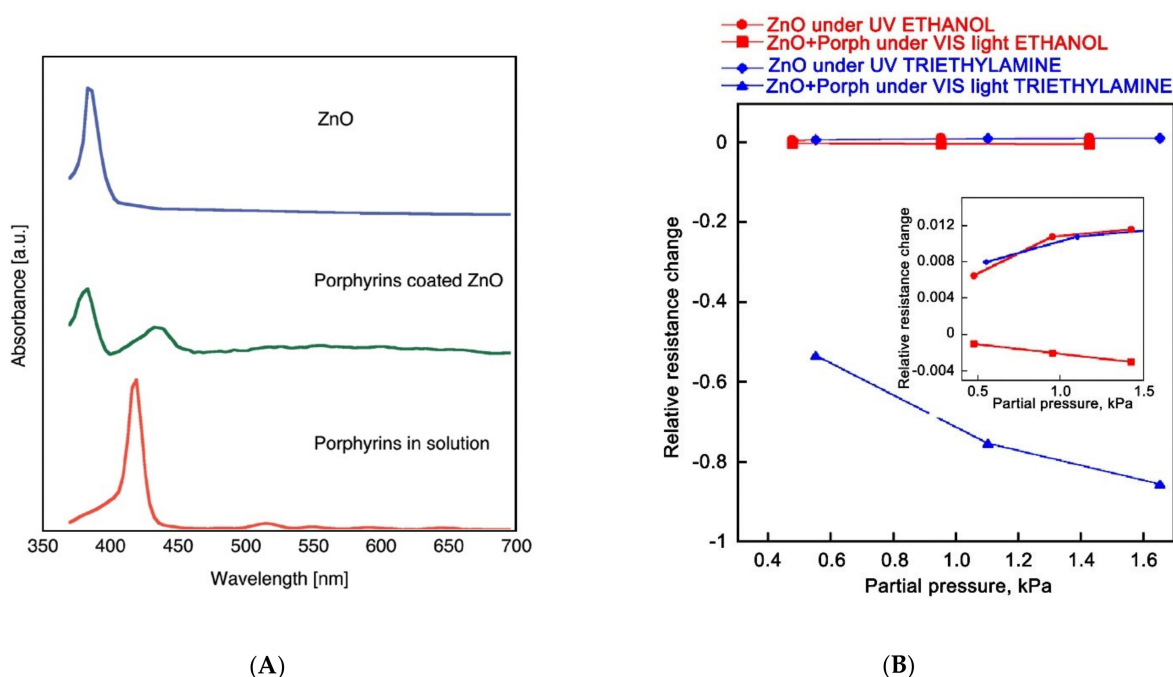 ZnO
Porphyrins coated ZnO
Porphyrins in solution
Absorbance [a.u.]
350 400 450 500 550 600 650 700
Wavelength [nm]
(A)
ZnO under UV ETHANOL
ZnO+Porph under VIS light ETHANOL
ZnO under UV TRIETHYLAMINE
ZnO+Porph under VIS light TRIETHYLAMINE
Relative resistance change
0
-0.2
-0.4
-0.6
-0.8
-1
0.4 0.6 0.8 1.0 1.2 1.4 1.6
Partial pressure, kPa
Relative resistance change
0.012
0.008
0.004
0
-0.004
0.5 1.0 1.5
Partial pressure, kPa
(B)